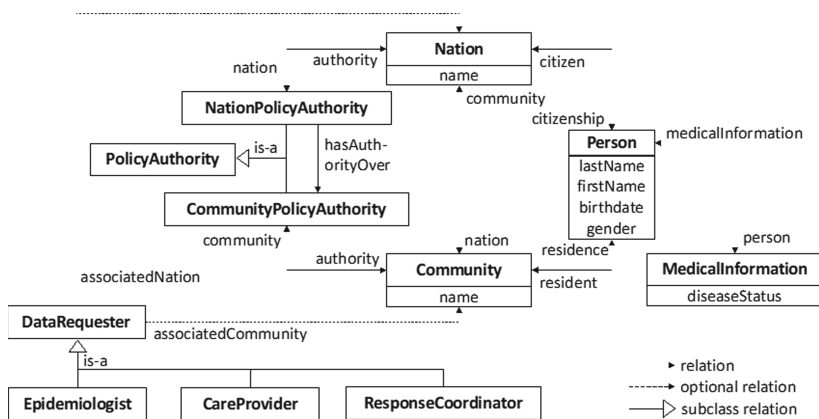 Nation
name
authority
citizen
nation
community
NationPolicyAuthority
citizenship
Person
medicalInformation
lastName
firstName
birthdate
gender
PolicyAuthority
is-a
hasAuth-
orityOver
CommunityPolicyAuthority
community
nation
residence
person
authority
Community
name
resident
MedicalInformation
diseaseStatus
associatedNation
DataRequester
associatedCommunity
is-a
Epidemiologist
CareProvider
ResponseCoordinator
relation
optional relation
subclass relation